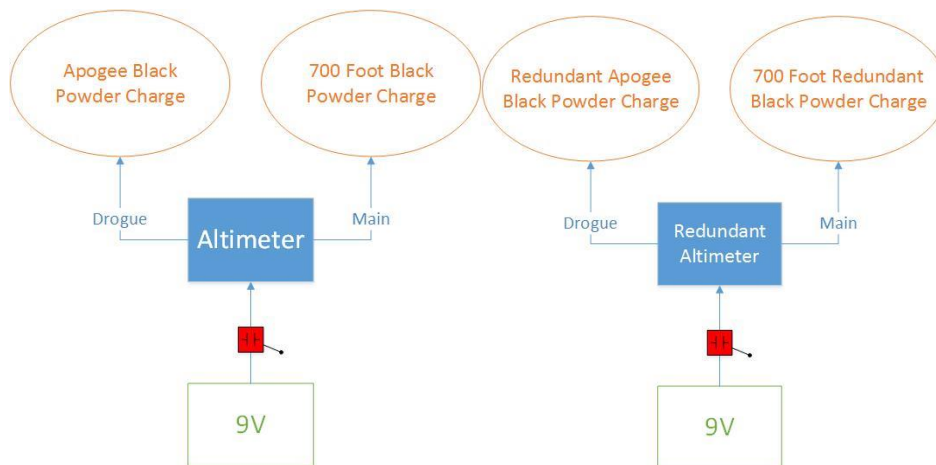 Apogee Black
Powder Charge
700 Foot Black
Powder Charge
Redundant Apogee
Black Powder Charge
700 Foot Redundant
Black Powder Charge
Drogue
Altimeter
Main
Drogue
Redundant
Altimeter
Main
9V
9V